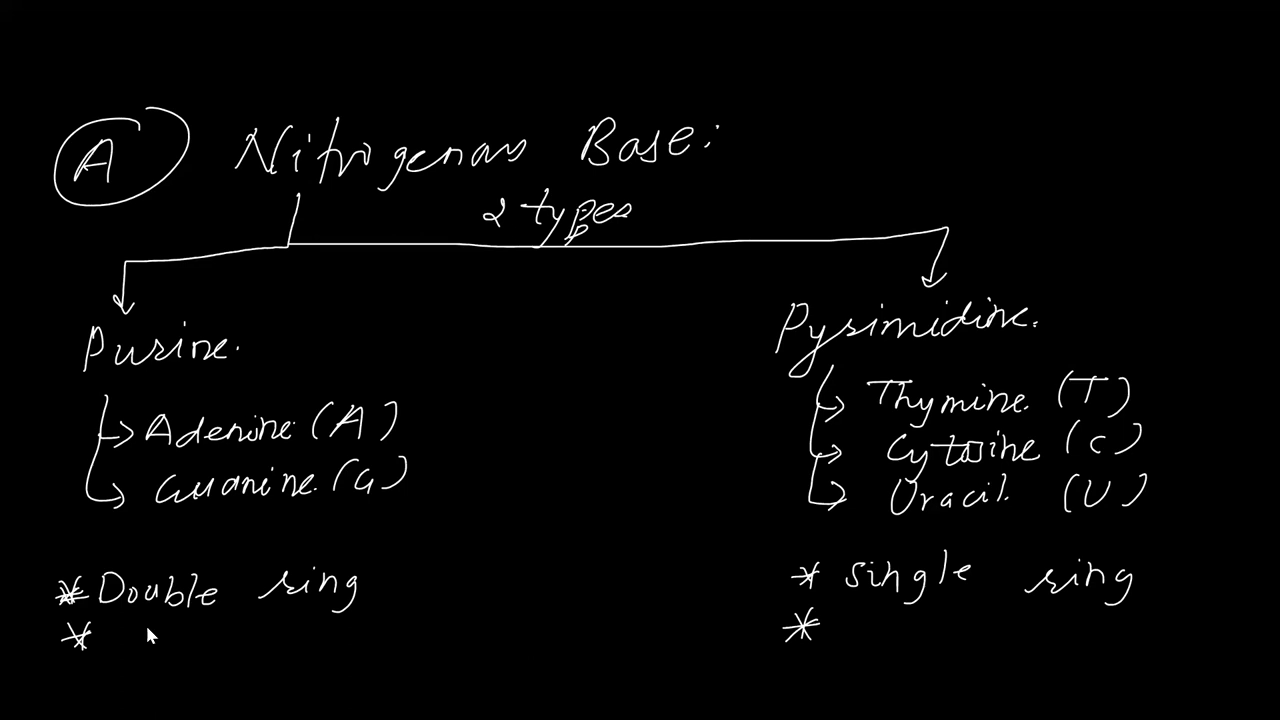 A Nitrogenous Base:
2 types
Purine.
Pyrimidine.
Adenine (A)
Guanine (G)
Thymine (T)
Cytosine (C)
Uracil (U)
* Double ring
* single ring
*
*